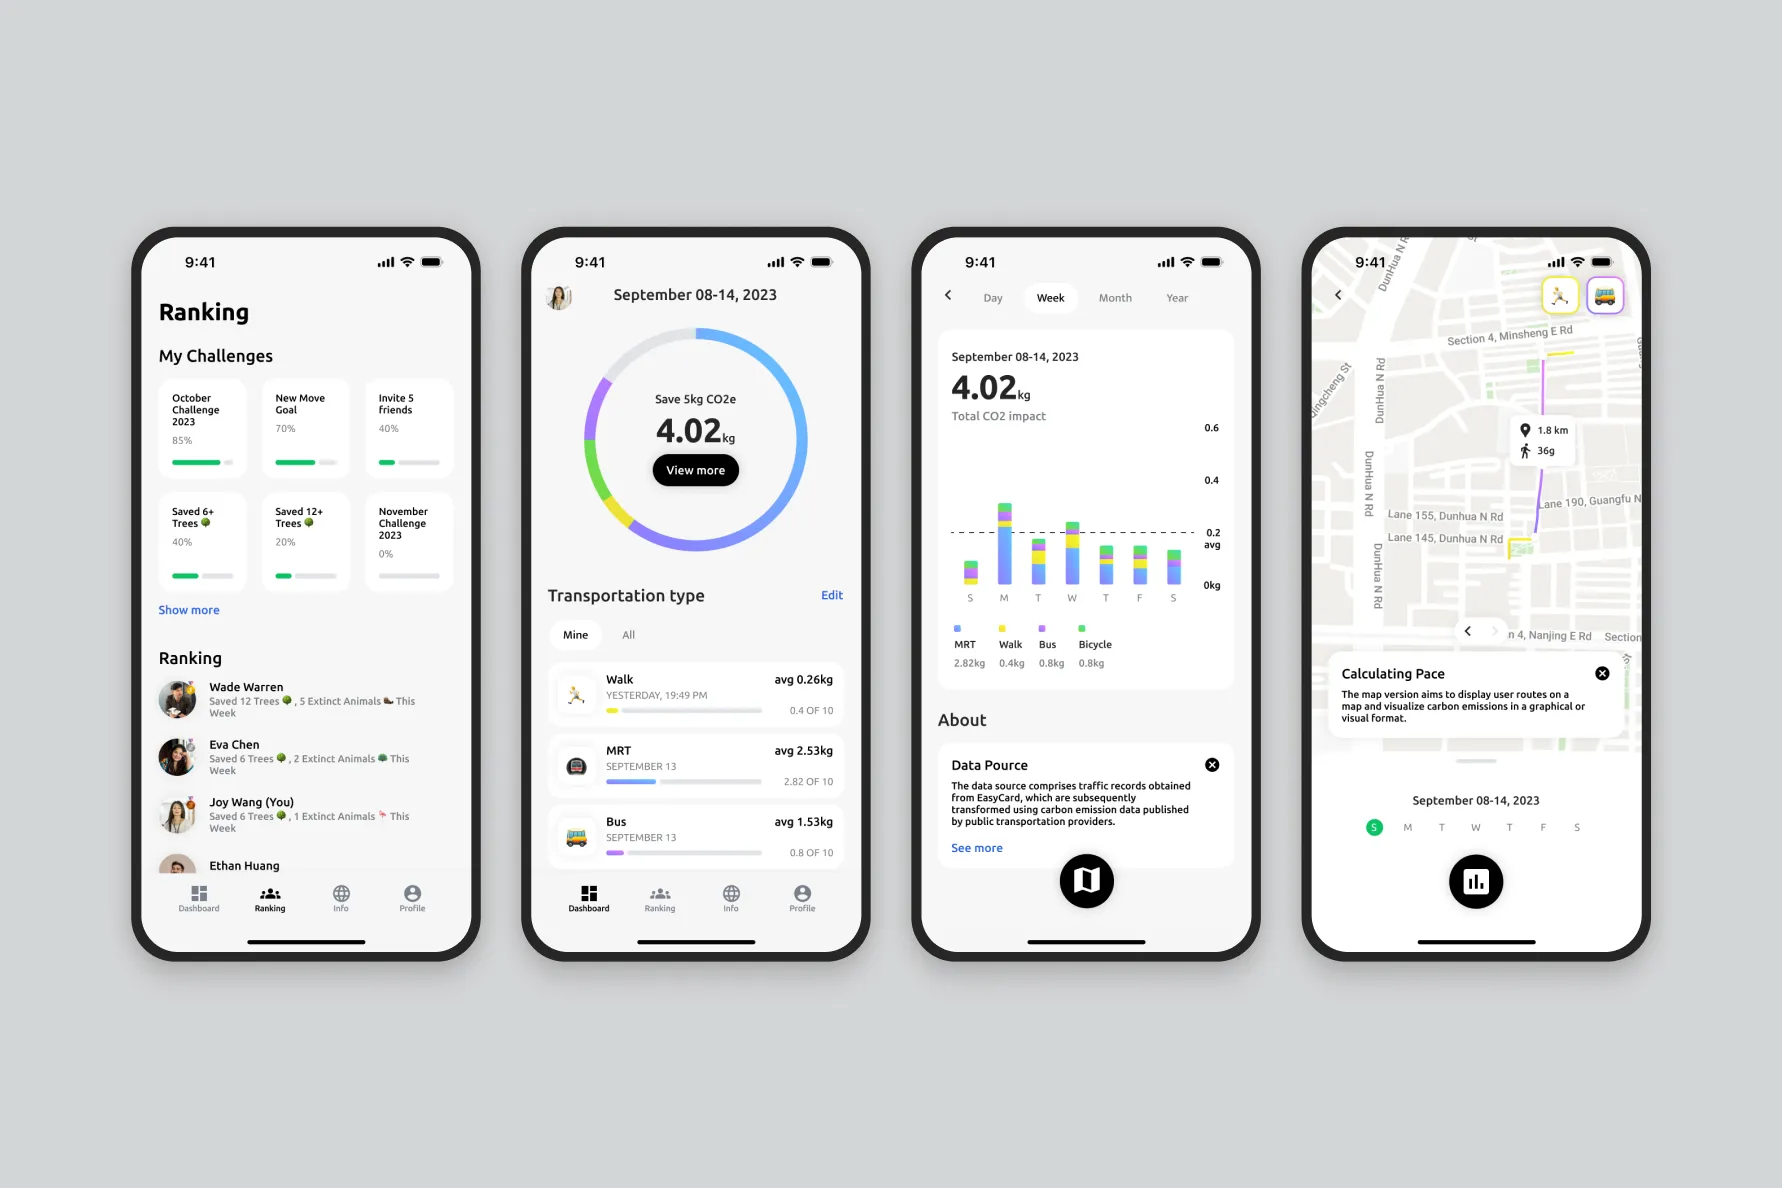 9:41
Ranking
My Challenges
October
Challenge
2023
85%
New Move
Goal
70%
Invite 5
friends
40%
Saved 6+
Trees 🌳
40%
Saved 12+
Trees 🌳
20%
November
Challenge
2023
0%
Show more
Ranking
Wade Warren
Saved 12 Trees 🌳 , 5 Extinct Animals 🦫 This
Week
Eva Chen
Saved 6 Trees 🌳 , 2 Extinct Animals 🐢 This
Week
Joy Wang (You)
Saved 6 Trees 🌳 , 1 Extinct Animals 🦩 This
Week
Ethan Huang
Dashboard
Ranking
Info
Profile
9:41
September 08-14, 2023
Save 5kg CO2e
4.02kg
View more
Transportation type
Edit
Mine
All
Walk
avg 0.26kg
YESTERDAY, 19:49 PM
0.4 OF 10
MRT
avg 2.53kg
SEPTEMBER 13
2.82 OF 10
Bus
avg 1.53kg
SEPTEMBER 13
0.8 OF 10
Dashboard
Ranking
Info
Profile
9:41
Day
Week
Month
Year
September 08-14, 2023
4.02kg
Total CO2 impact
0.6
0.4
0.2
avg
0kg
S M T W T F S
MRT
2.82kg
Walk
0.4kg
Bus
0.8kg
Bicycle
0.8kg
About
Data Pource
The data source comprises traffic records obtained
from EasyCard, which are subsequently
transformed using carbon emission data published
by public transportation providers.
See more
9:41
DunHua N R
Section 4, Minsheng E Rd
Qingcheng St
DunHua N Rd
1.8 km
36g
DunHua N Rd
Lane 190, Guangfu N
Lane 155, Dunhua N Rd
Lane 145, Dunhua N Rd
DunHua N Rd
n 4, Nanjing E Rd
Section
Calculating Pace
The map version aims to display user routes on a
map and visualize carbon emissions in a graphical or
visual format.
September 08-14, 2023
S M T W T F S